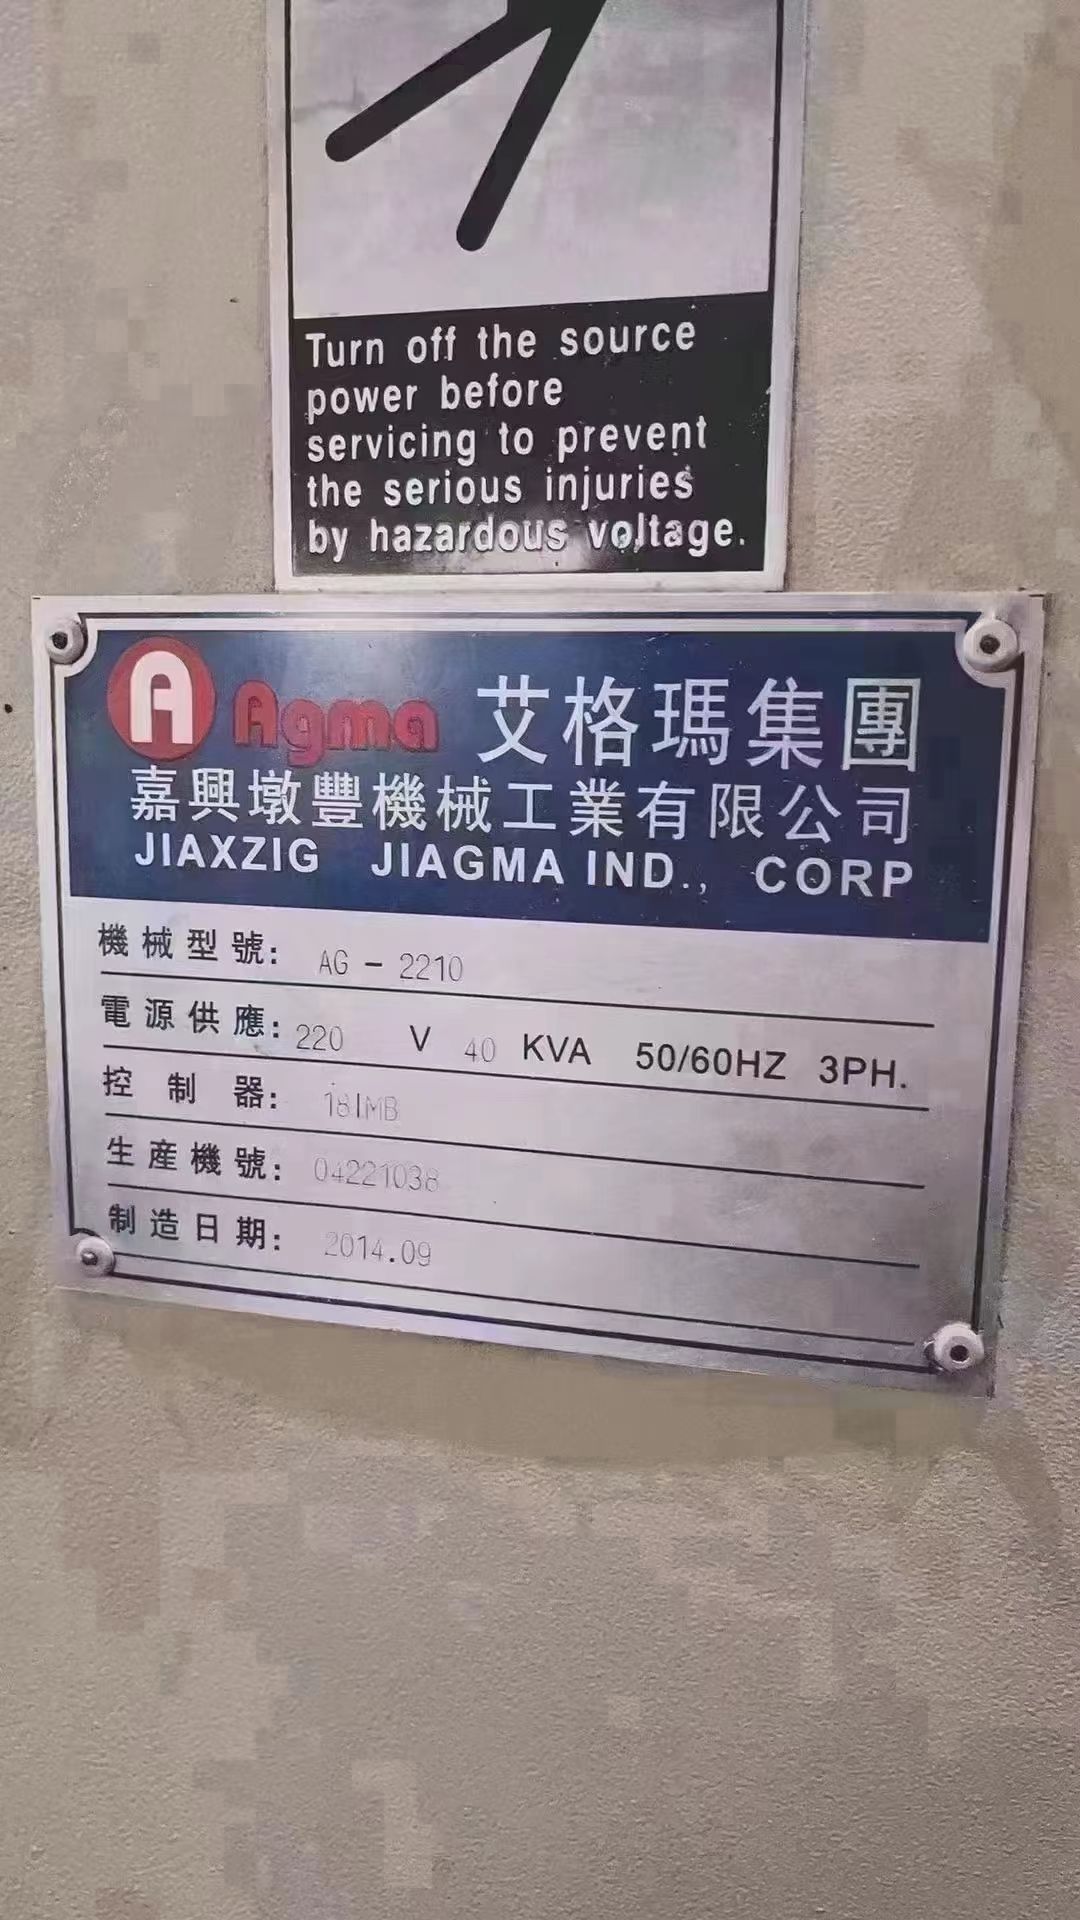 Turn off the source
power before
servicing to prevent
the serious injuries
by hazardous voltage.
A Agma 艾格瑪集團
嘉興墩豐機械工業有限公司
JIAXZIG JIAGMA IND., CORP
機械型號: AG - 2210
電源供應: 220 V 40 KVA 50/60HZ 3PH.
控制器: 18IMB
生産機號: 04221038
制造日期: 2014.09